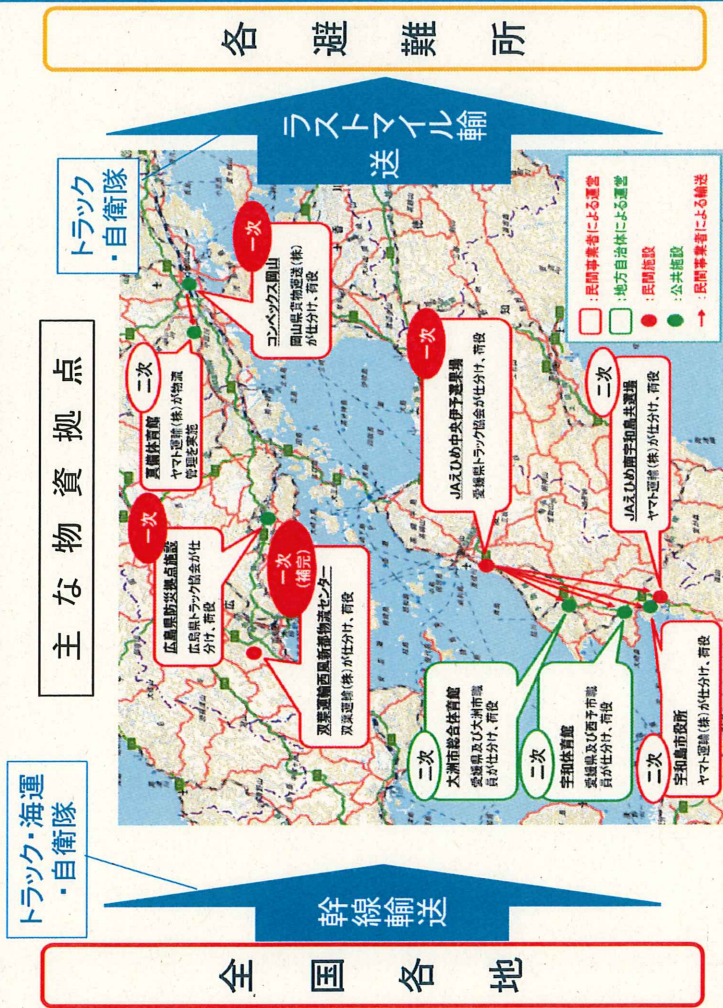 主な物資拠点
全国各地
幹線輸送
トラック・海運
・自衛隊
一次
広島県防災拠点施設
広島県トラック協会が仕
分け、荷役
二次
真備体育館
ヤマト運輸(株)が物流
管理を実施
一次
コンベックス岡山
岡山県貨物運送(株)
が仕分け、荷役
一次
(補完)
双葉運輸西風新都物流センター
双葉運輸(株)が仕分け、荷役
一次
JAえひめ中央伊予選果場
愛媛県トラック協会が仕分け、荷役
二次
大洲市総合体育館
愛媛県及び大洲市職
員が仕分け、荷役
二次
宇和体育館
愛媛県及び西予市職
員が仕分け、荷役
二次
宇和島市役所
ヤマト運輸(株)が仕分け、荷役
二次
JAえひめ南宇和島共選場
ヤマト運輸(株)が仕分け、荷役
:民間事業者による運営
:地方自治体による運営
:民間施設
:公共施設
:民間事業者による輸送
トラック
・自衛隊
ラストマイル輸
送
各避難所